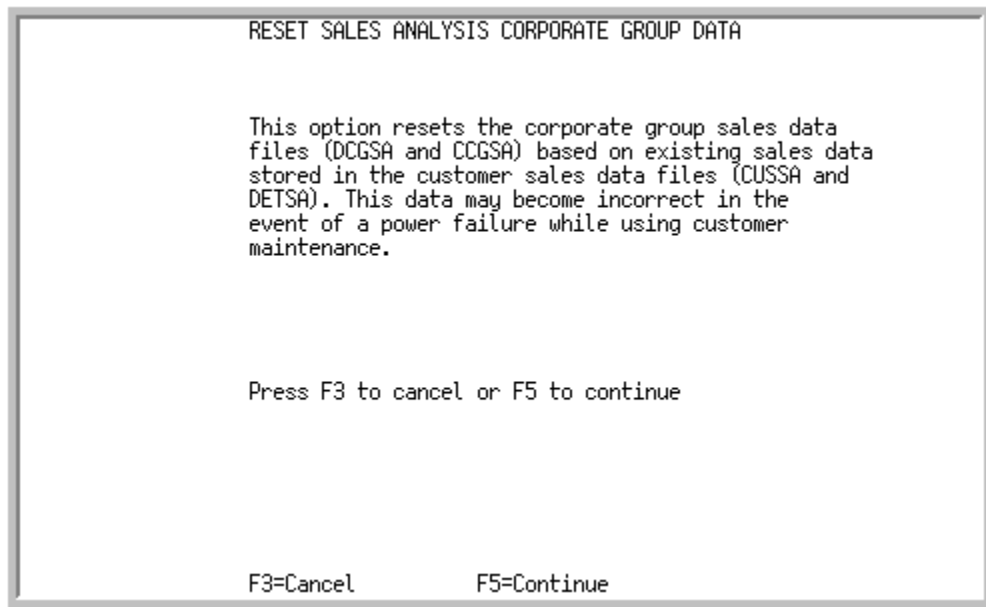 RESET SALES ANALYSIS CORPORATE GROUP DATA
This option resets the corporate group sales data
files (DCGSA and CCGSA) based on existing sales data
stored in the customer sales data files (CUSSA and
DETSA). This data may become incorrect in the
event of a power failure while using customer
maintenance.
Press F3 to cancel or F5 to continue
F3=Cancel F5=Continue